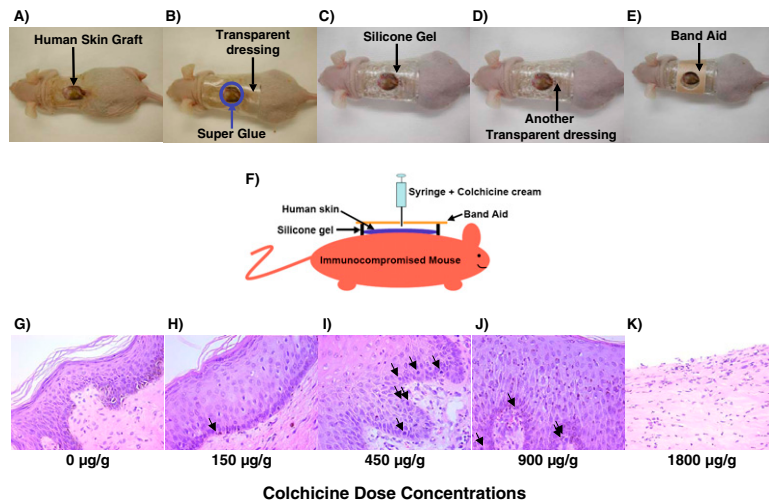 A)
B)
C)
D)
E)
Human Skin Graft
Transparent
dressing
Super Glue
Silicone Gel
Another
Transparent dressing
Band Aid
F)
Syringe + Colchicine cream
Human skin
Band Aid
Silicone gel
Immunocompromised Mouse
G)
H)
I)
J)
K)
0 µg/g
150 µg/g
450 µg/g
900 µg/g
1800 µg/g
Colchicine Dose Concentrations